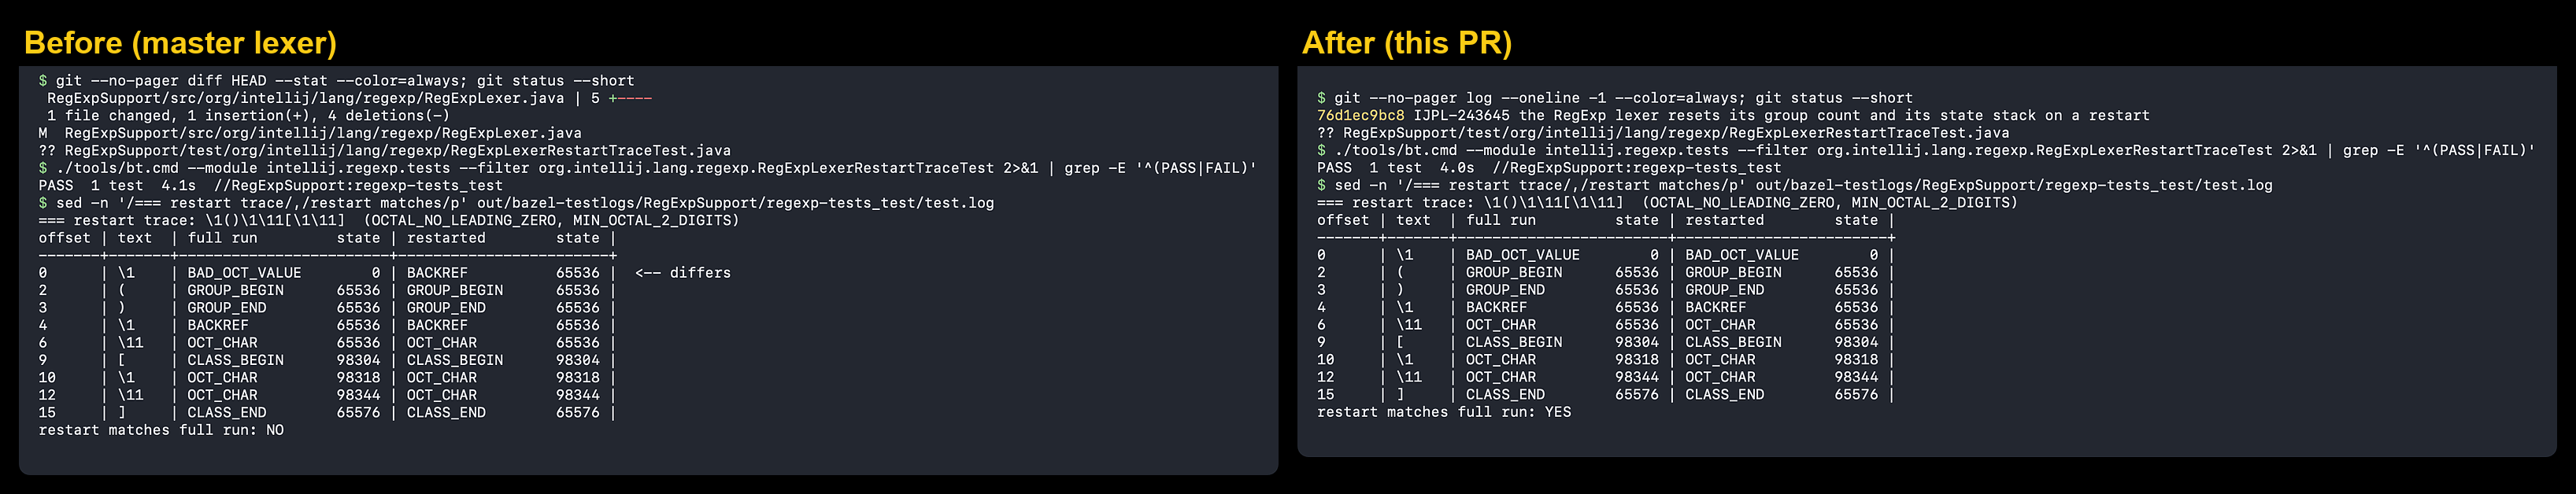 Before (master lexer)
$ git --no-pager diff HEAD --stat --color=always; git status --short
 RegExpSupport/src/org/intellij/lang/regexp/RegExpLexer.java | 5 +----
 1 file changed, 1 insertion(+), 4 deletions(-)
M  RegExpSupport/src/org/intellij/lang/regexp/RegExpLexer.java
?? RegExpSupport/test/org/intellij/lang/regexp/RegExpLexerRestartTraceTest.java
$ ./tools/bt.cmd --module intellij.regexp.tests --filter org.intellij.lang.regexp.RegExpLexerRestartTraceTest 2>&1 | grep -E '^(PASS|FAIL)'
PASS  1 test  4.1s  //RegExpSupport:regexp-tests_test
$ sed -n '/=== restart trace/,/restart matches/p' out/bazel-testlogs/RegExpSupport/regexp-tests_test/test.log
=== restart trace: \1()\1\11[\1\11]  (OCTAL_NO_LEADING_ZERO, MIN_OCTAL_2_DIGITS)
offset | text  | full run         state | restarted        state |
-------+-------+------------------------+------------------------+
0      | \1    | BAD_OCT_VALUE        0 | BACKREF          65536 |  <-- differs
2      | (     | GROUP_BEGIN      65536 | GROUP_BEGIN      65536 |
3      | )     | GROUP_END        65536 | GROUP_END        65536 |
4      | \1    | BACKREF          65536 | BACKREF          65536 |
6      | \11   | OCT_CHAR         65536 | OCT_CHAR         65536 |
9      | [     | CLASS_BEGIN      98304 | CLASS_BEGIN      98304 |
10     | \1    | OCT_CHAR         98318 | OCT_CHAR         98318 |
12     | \11   | OCT_CHAR         98344 | OCT_CHAR         98344 |
15     | ]     | CLASS_END        65576 | CLASS_END        65576 |
restart matches full run: NO
After (this PR)
$ git --no-pager log --oneline -1 --color=always; git status --short
76d1ec9bc8 IJPL-243645 the RegExp lexer resets its group count and its state stack on a restart
?? RegExpSupport/test/org/intellij/lang/regexp/RegExpLexerRestartTraceTest.java
$ ./tools/bt.cmd --module intellij.regexp.tests --filter org.intellij.lang.regexp.RegExpLexerRestartTraceTest 2>&1 | grep -E '^(PASS|FAIL)'
PASS  1 test  4.0s  //RegExpSupport:regexp-tests_test
$ sed -n '/=== restart trace/,/restart matches/p' out/bazel-testlogs/RegExpSupport/regexp-tests_test/test.log
=== restart trace: \1()\1\11[\1\11]  (OCTAL_NO_LEADING_ZERO, MIN_OCTAL_2_DIGITS)
offset | text  | full run         state | restarted        state |
-------+-------+------------------------+------------------------+
0      | \1    | BAD_OCT_VALUE        0 | BAD_OCT_VALUE        0 |
2      | (     | GROUP_BEGIN      65536 | GROUP_BEGIN      65536 |
3      | )     | GROUP_END        65536 | GROUP_END        65536 |
4      | \1    | BACKREF          65536 | BACKREF          65536 |
6      | \11   | OCT_CHAR         65536 | OCT_CHAR         65536 |
9      | [     | CLASS_BEGIN      98304 | CLASS_BEGIN      98304 |
10     | \1    | OCT_CHAR         98318 | OCT_CHAR         98318 |
12     | \11   | OCT_CHAR         98344 | OCT_CHAR         98344 |
15     | ]     | CLASS_END        65576 | CLASS_END        65576 |
restart matches full run: YES